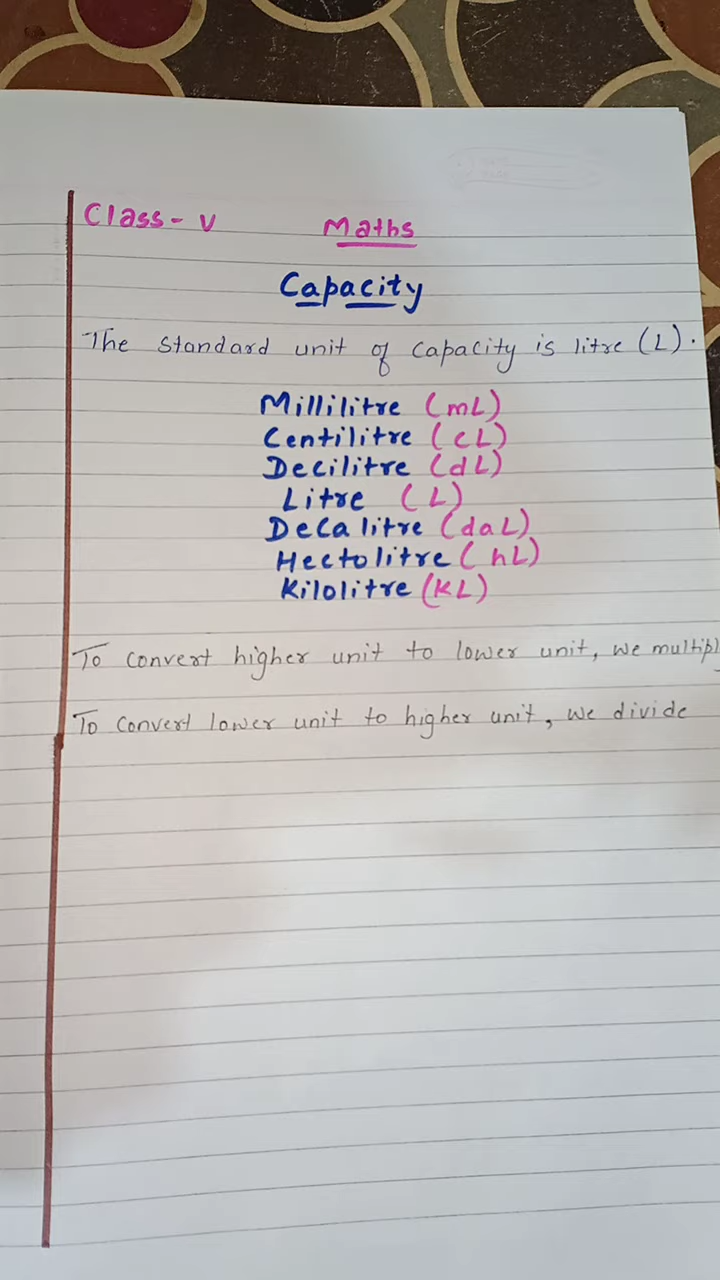 Class- V Maths
Capacity
The standard unit of capacity is litre (L).
Millilitre (mL)
Centilitre (cL)
Decilitre (dL)
Litre (L)
Decalitre (daL)
Hectolitre (hL)
Kilolitre (KL)
To convert higher unit to lower unit, we multipl
To convert lower unit to higher unit, we divide